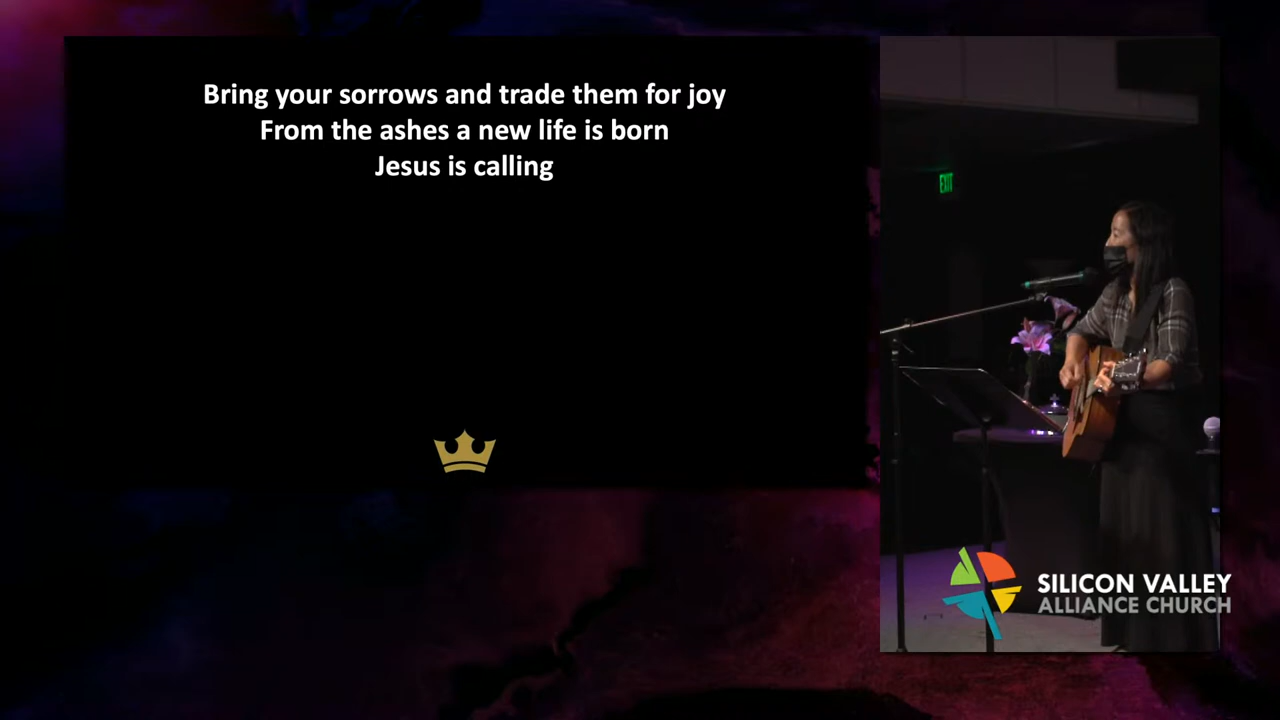 Bring your sorrows and trade them for joy
From the ashes a new life is born
Jesus is calling
EXIT
SILICON VALLEY
ALLIANCE CHURCH